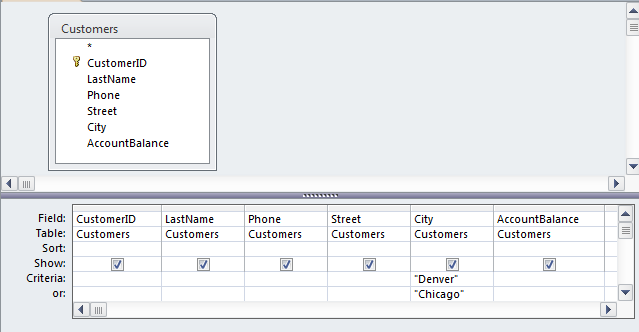 Customers
*
CustomerID
LastName
Phone
Street
City
AccountBalance
Field: CustomerID LastName Phone Street City AccountBalance
Table: Customers Customers Customers Customers Customers Customers
Sort:
Show:
Criteria: "Denver"
or: "Chicago"